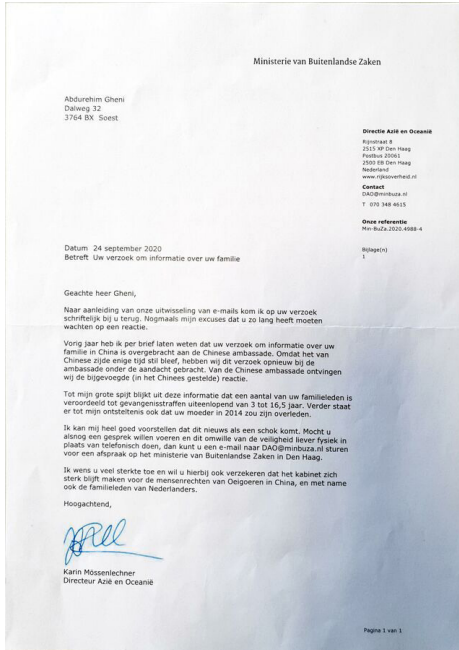 Ministerie van Buitenlandse Zaken
Abdurehim Gheni
Dalweg 32
3764 BX Soest
Directie Azië en Oceanië
Rijnstraat 8
2515 XP Den Haag
Postbus 20061
2500 EB Den Haag
Nederland
www.rijksoverheid.nl
Contact
DAO@minbuza.nl
T 070 348 4615
Onze referentie
Min-BuZa.2020.4988-4
Bijlage(n)
1
Datum 24 september 2020
Betreft Uw verzoek om informatie over uw familie
Geachte heer Gheni,
Naar aanleiding van onze uitwisseling van e-mails kom ik op uw verzoek
schriftelijk bij u terug. Nogmaals mijn excuses dat u zo lang heeft moeten
wachten op een reactie.
Vorig jaar heb ik per brief laten weten dat uw verzoek om informatie over uw
familie in China is overgebracht aan de Chinese ambassade. Omdat het van
Chinese zijde enige tijd stil bleef, hebben wij dit verzoek opnieuw bij de
ambassade onder de aandacht gebracht. Van de Chinese ambassade ontvingen
wij de bijgevoegde (in het Chinees gestelde) reactie.
Tot mijn grote spijt blijkt uit deze informatie dat een aantal van uw familieleden is
veroordeeld tot gevangenisstraffen uiteenlopend van 3 tot 16,5 jaar. Verder staat
er tot mijn ontsteltenis ook dat uw moeder in 2014 zou zijn overleden.
Ik kan mij heel goed voorstellen dat dit nieuws als een schok komt. Mocht u
alsnog een gesprek willen voeren en dit omwille van de veiligheid liever fysiek in
plaats van telefonisch doen, dan kunt u een e-mail naar DAO@minbuza.nl sturen
voor een afspraak op het ministerie van Buitenlandse Zaken in Den Haag.
Ik wens u veel sterkte toe en wil u hierbij ook verzekeren dat het kabinet zich
sterk blijft maken voor de mensenrechten van Oeigoeren in China, en met name
ook de familieleden van Nederlanders.
Hoogachtend,
Karin Mössenlechner
Directeur Azië en Oceanië
Pagina 1 van 1